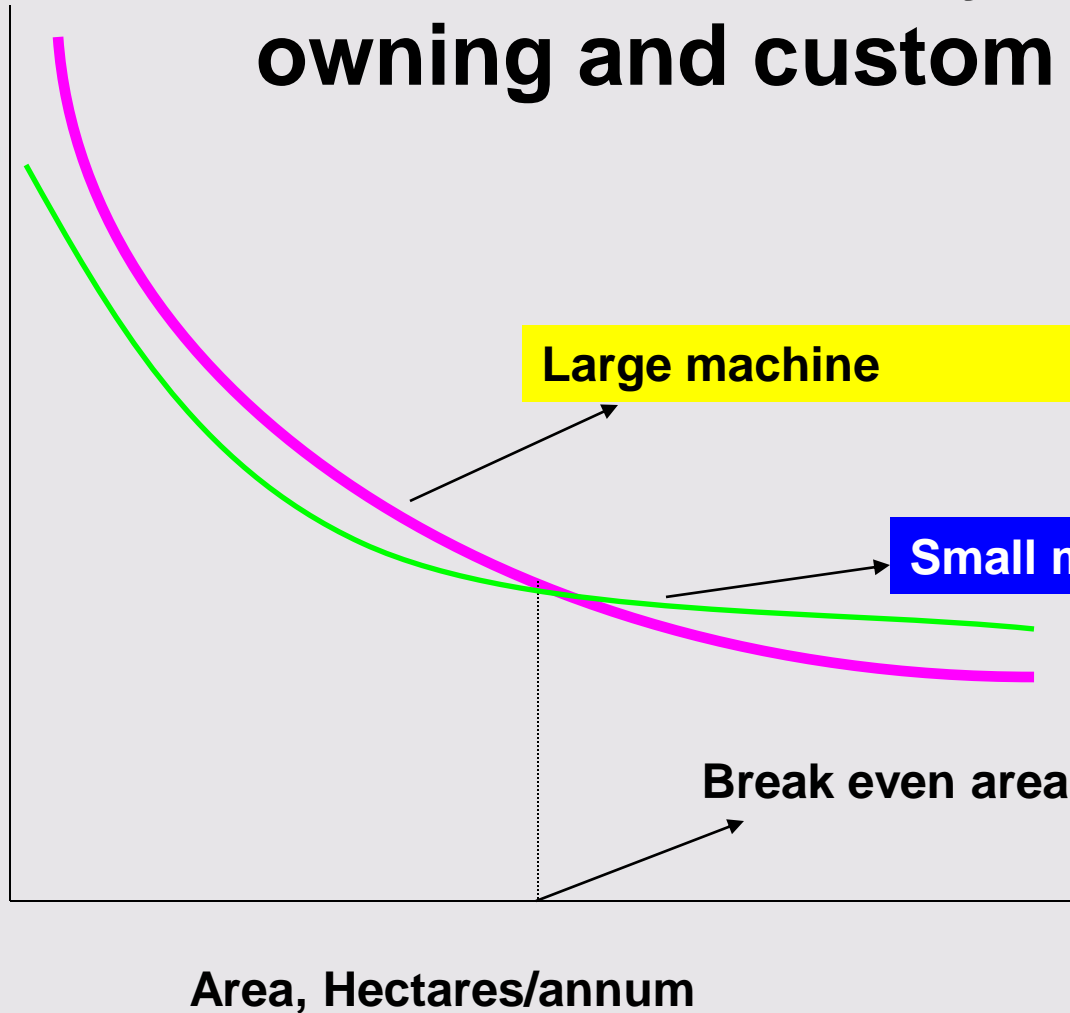 owning and custom
Large machine
Small
Break even area
Area, Hectares/annum